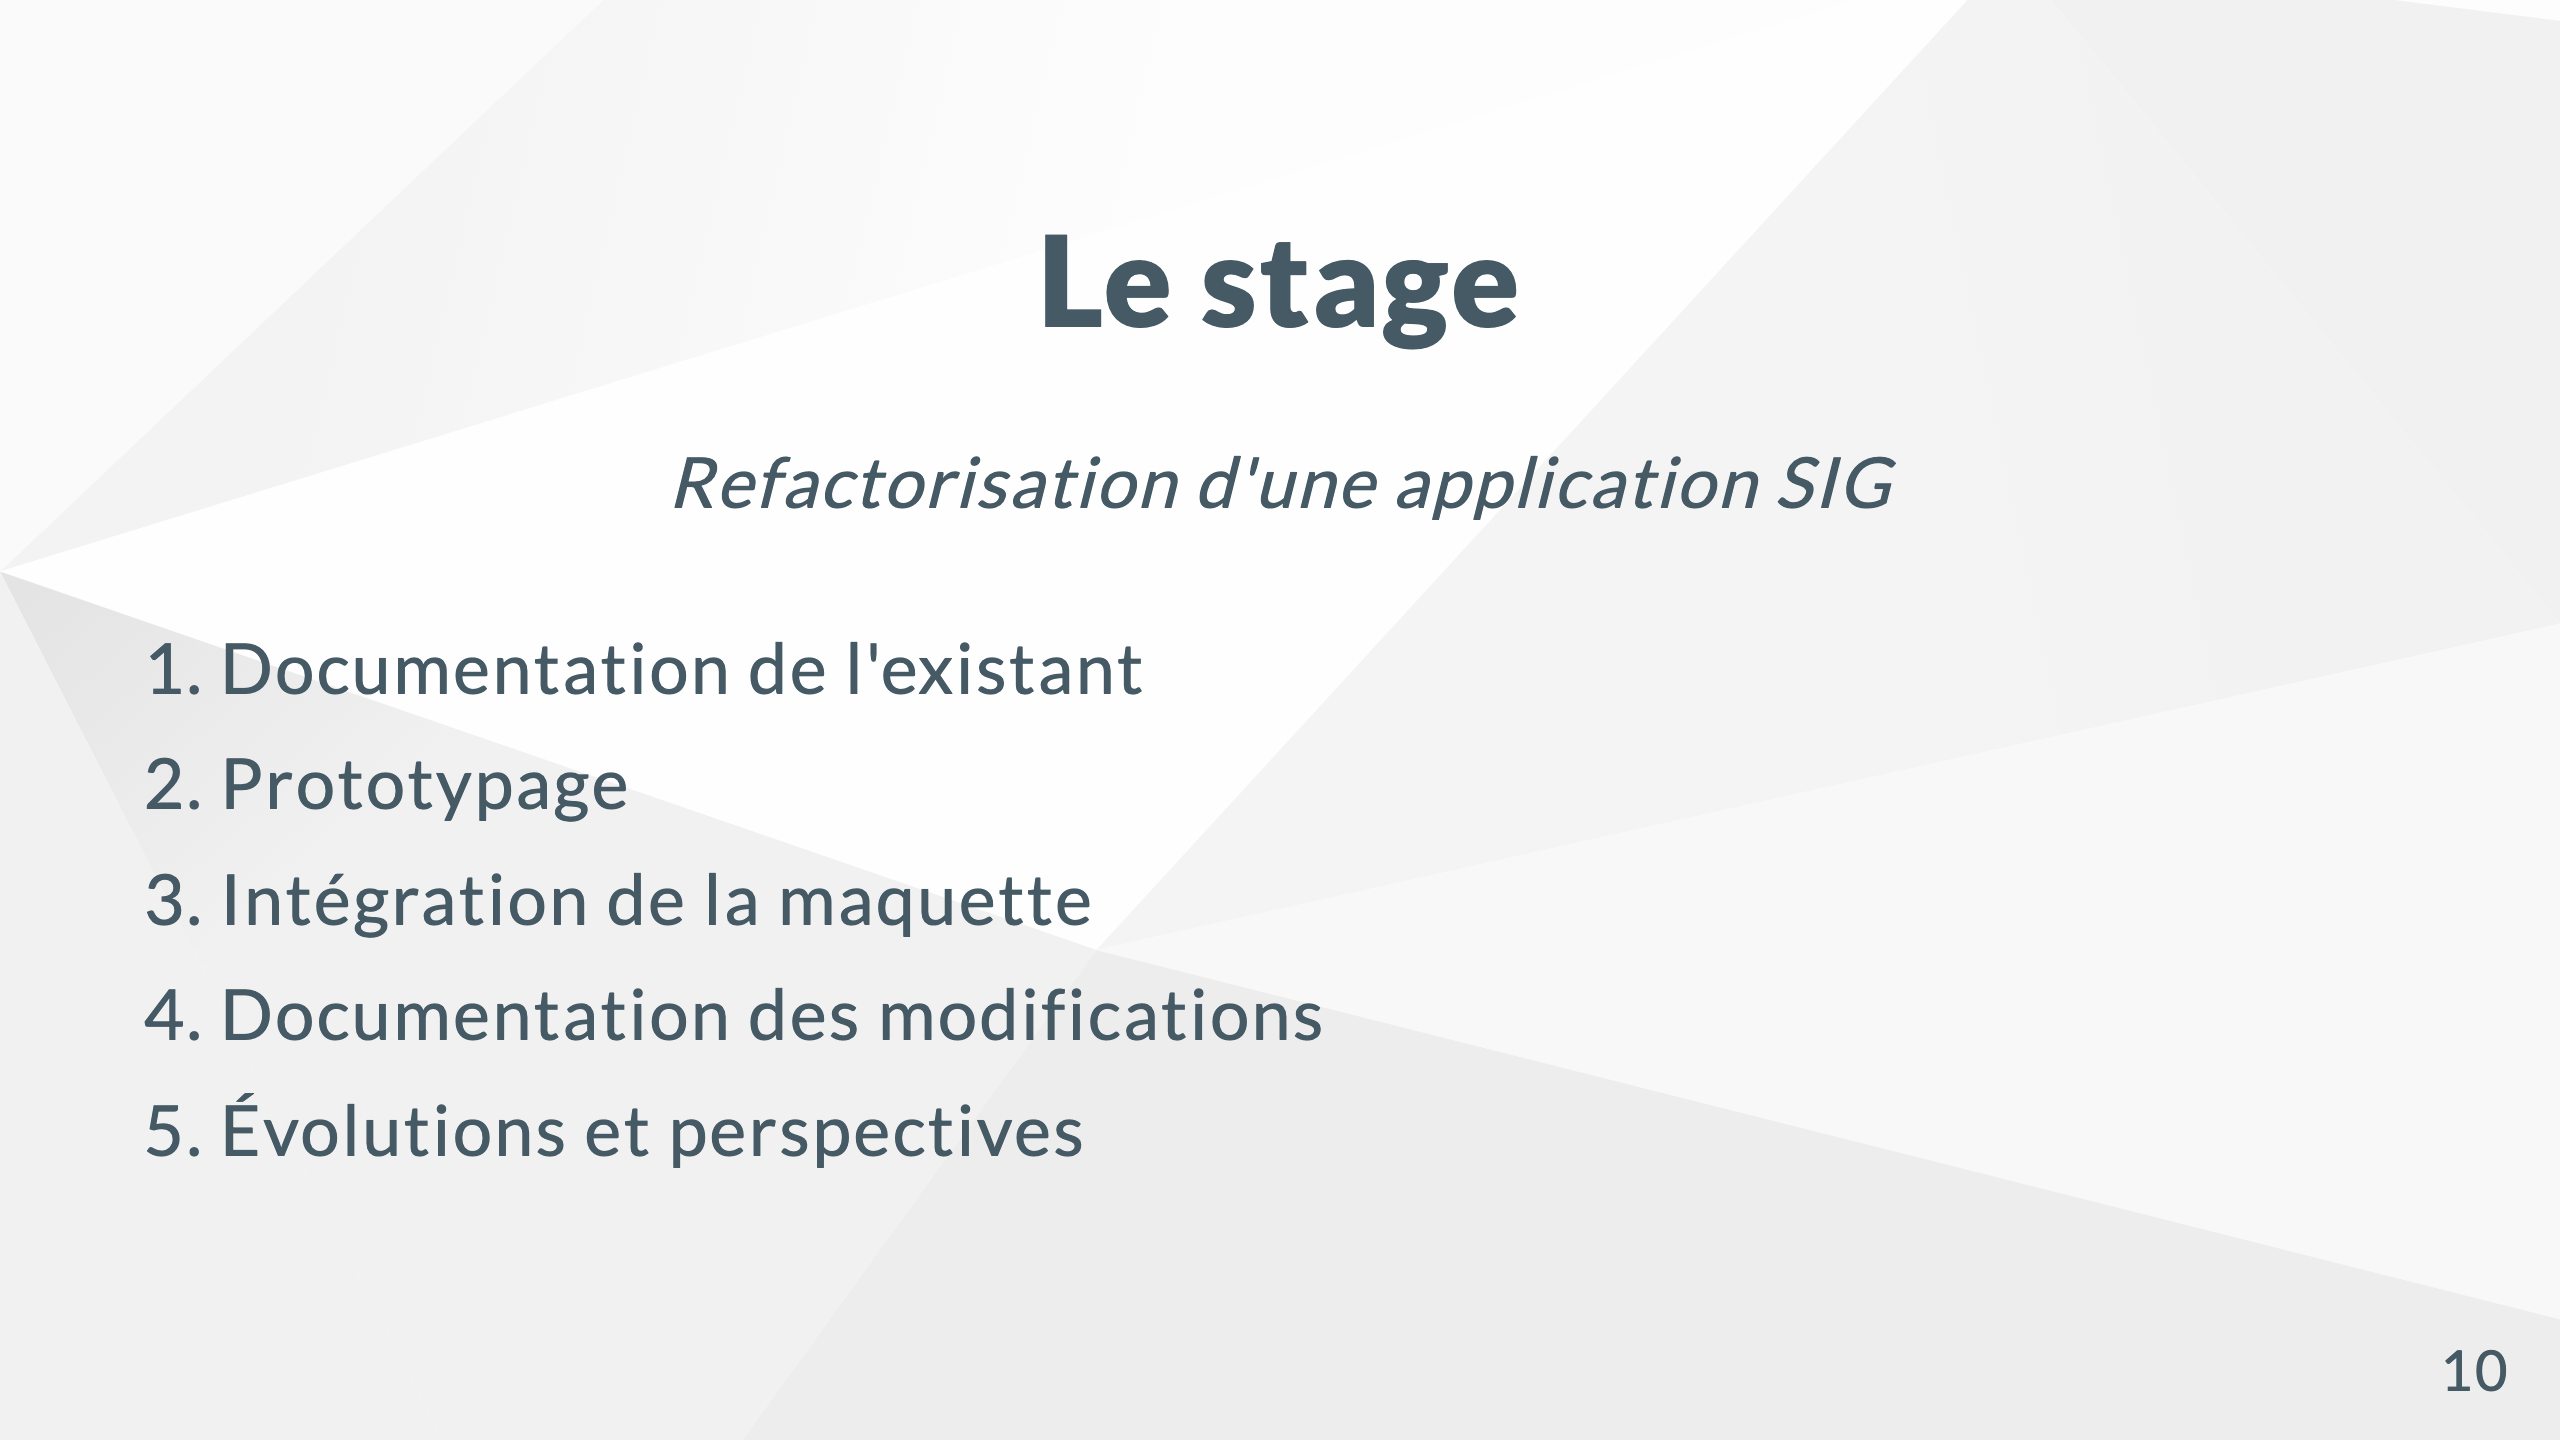 Le stage
Refactorisation d'une application SIG
1. Documentation de l'existant
2. Prototypage
3. Intégration de la maquette
4. Documentation des modifications
5. Évolutions et perspectives
10